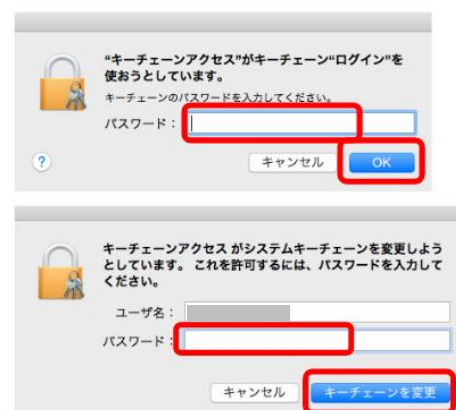 "キーチェーンアクセス"がキーチェーン"ログイン"を
使おうとしています。
キーチェーンのパスワードを入力してください。
パスワード：
?
キャンセル
OK
キーチェーンアクセス がシステムキーチェーンを変更しよう
としています。 これを許可するには、パスワードを入力して
ください。
ユーザ名：
パスワード：
キャンセル
キーチェーンを変更